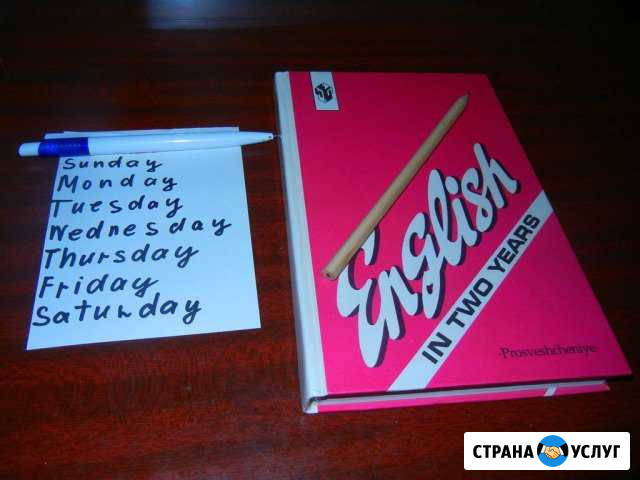 Sunday
Monday
Tuesday
Wednesday
Thursday
Friday
Saturday
English
IN TWO YEARS
·Prosveshcheniye·
СТРАНА УСЛУГ